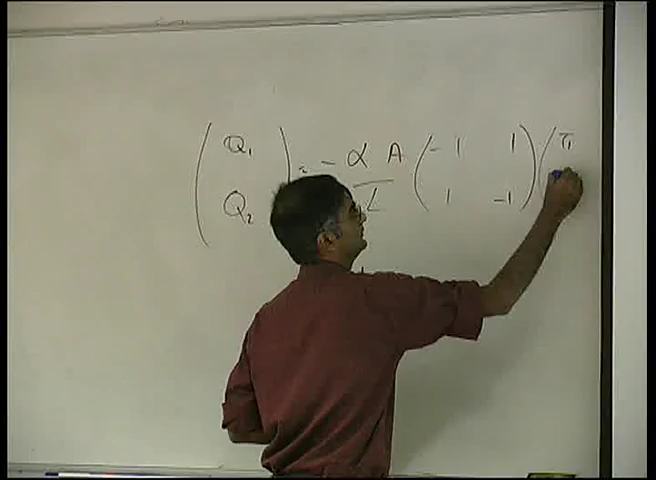 ( Q₁ ) = - α A ( - 1 1 ) ( T₁
( Q₂ ) L ( 1 -1 )